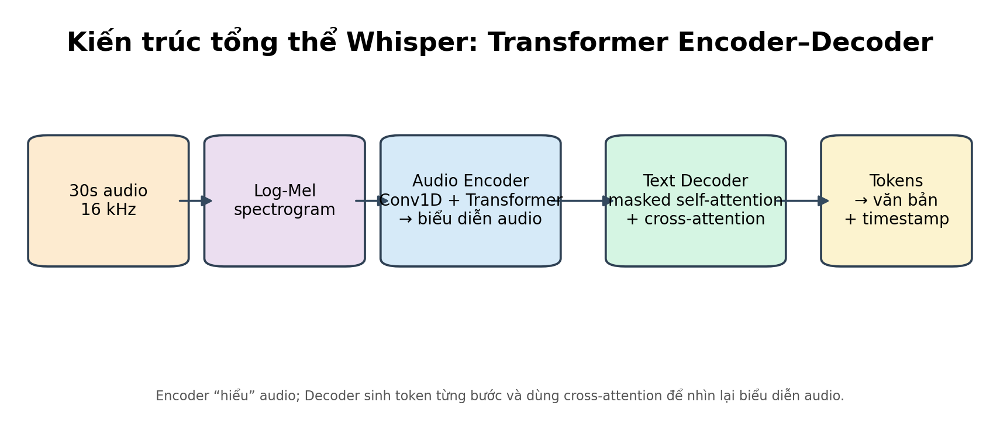 Kiến trúc tổng thể Whisper: Transformer Encoder–Decoder
30s audio
16 kHz
Log-Mel
spectrogram
Audio Encoder
Conv1D + Transformer
→ biểu diễn audio
Text Decoder
masked self-attention
+ cross-attention
Tokens
→ văn bản
+ timestamp
Encoder “hiểu” audio; Decoder sinh token từng bước và dùng cross-attention để nhìn lại biểu diễn audio.